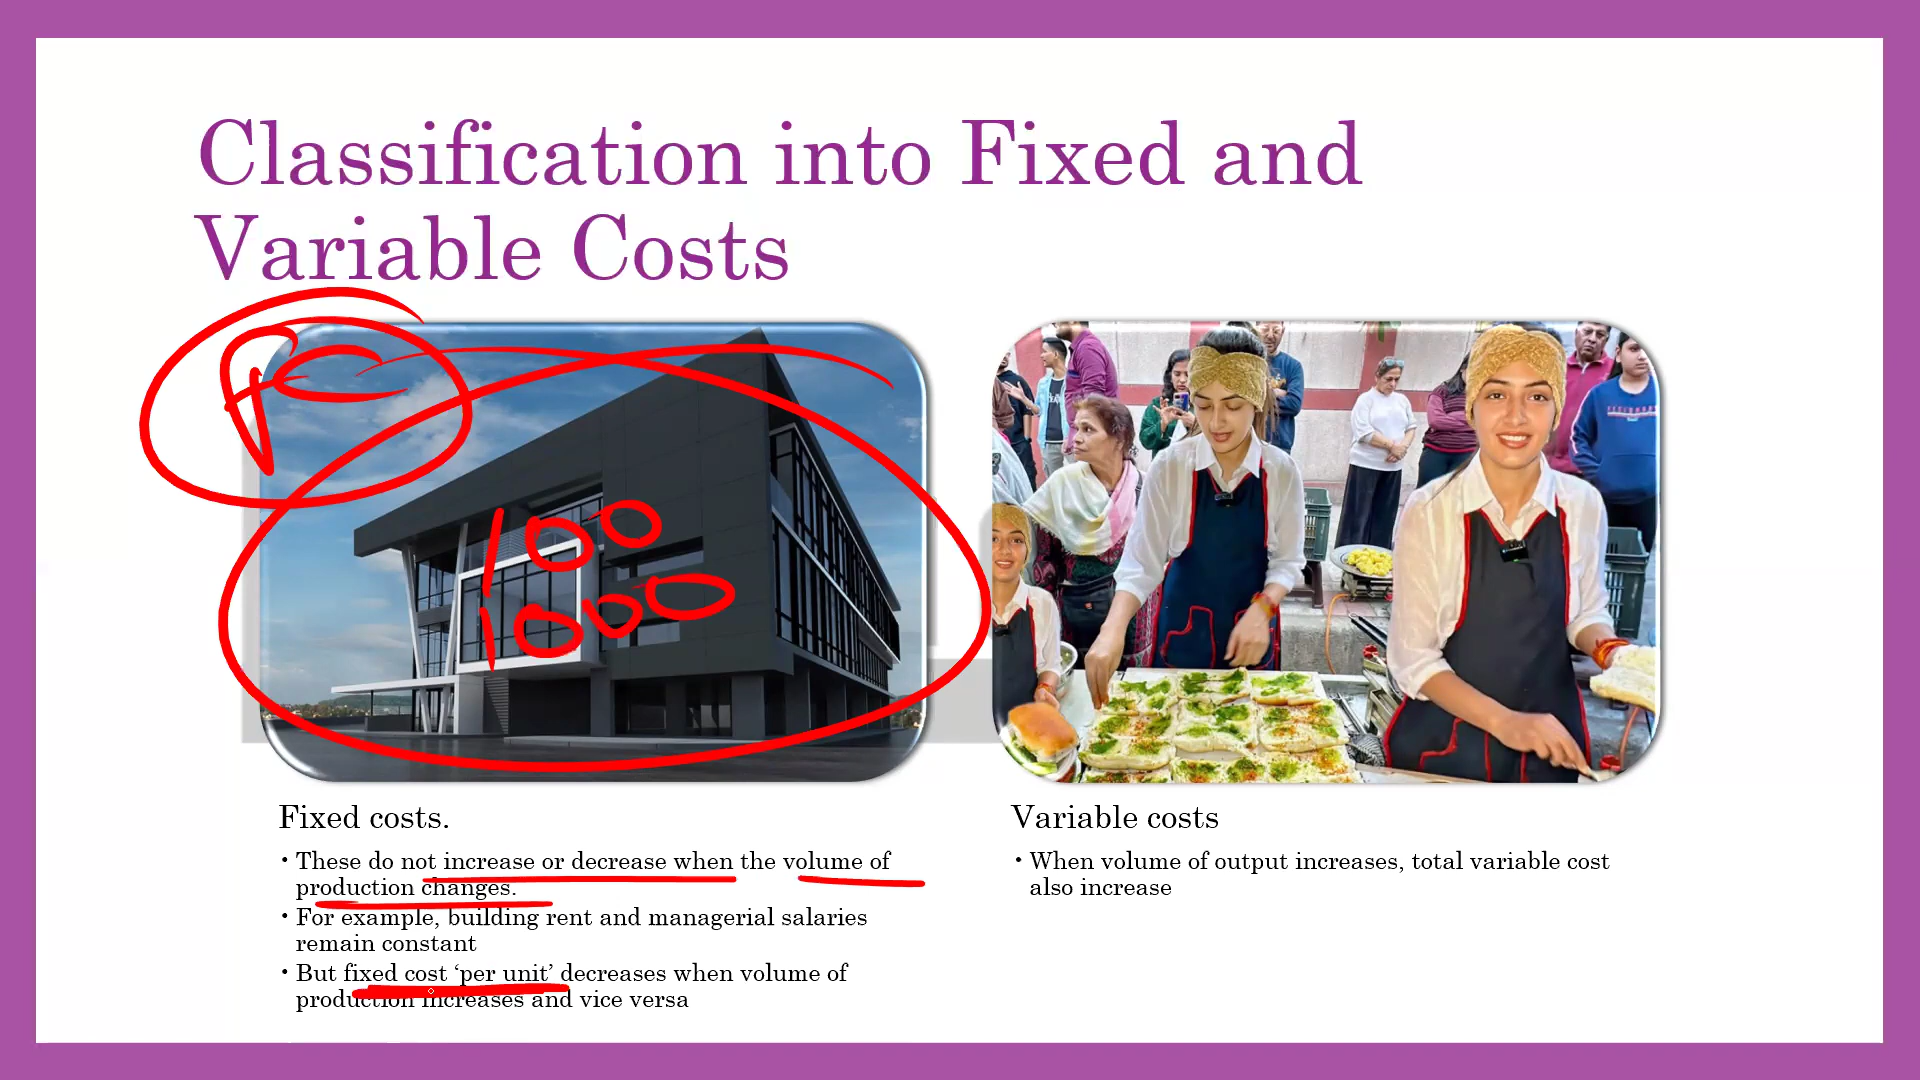 Classification into Fixed and
Variable Costs
FC
100
1000
Fixed costs.
• These do not increase or decrease when the volume of
production changes.
• For example, building rent and managerial salaries
remain constant
• But fixed cost ‘per unit’ decreases when volume of
production increases and vice versa
Variable costs
• When volume of output increases, total variable cost
also increase